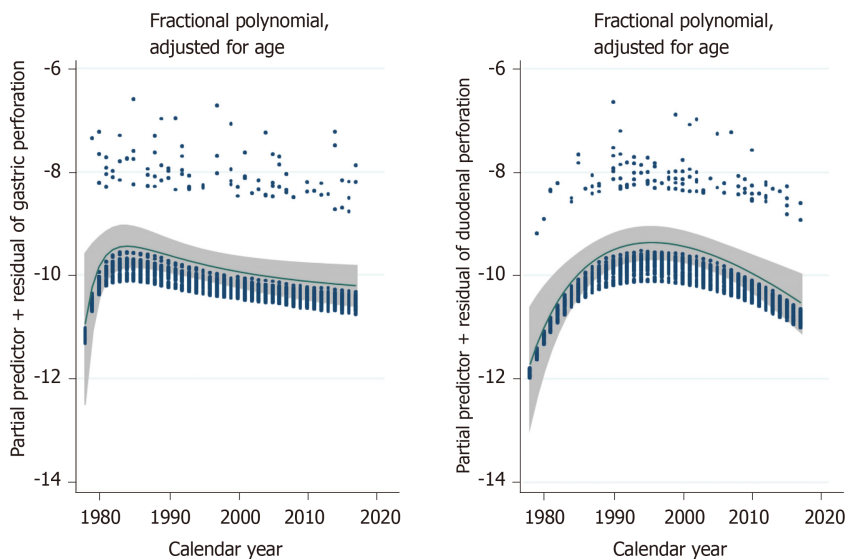 Fractional polynomial,
adjusted for age
Partial predictor + residual of gastric perforation
-6
-8
-10
-12
-14
1980 1990 2000 2010 2020
Calendar year
Fractional polynomial,
adjusted for age
Partial predictor + residual of duodenal perforation
-6
-8
-10
-12
-14
1980 1990 2000 2010 2020
Calendar year